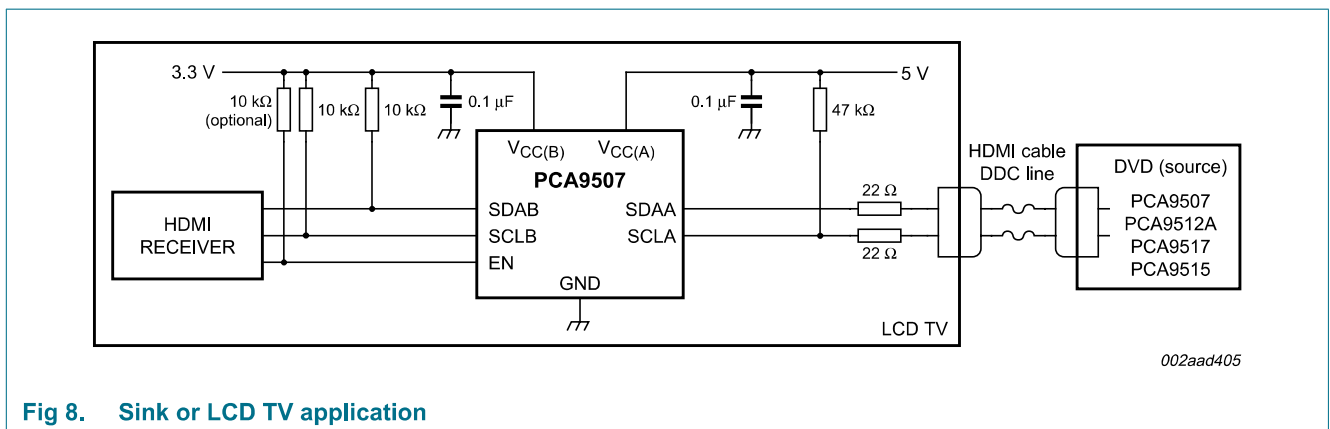 3.3 V
5 V
10 kΩ
(optional)
10 kΩ
10 kΩ
0.1 μF
0.1 μF
47 kΩ
VCC(B)
VCC(A)
PCA9507
HDMI
RECEIVER
SDAB
SCLB
EN
SDAA
SCLA
GND
22 Ω
22 Ω
HDMI cable
DDC line
DVD (source)
PCA9507
PCA9512A
PCA9517
PCA9515
LCD TV
002aad405
Fig 8. Sink or LCD TV application